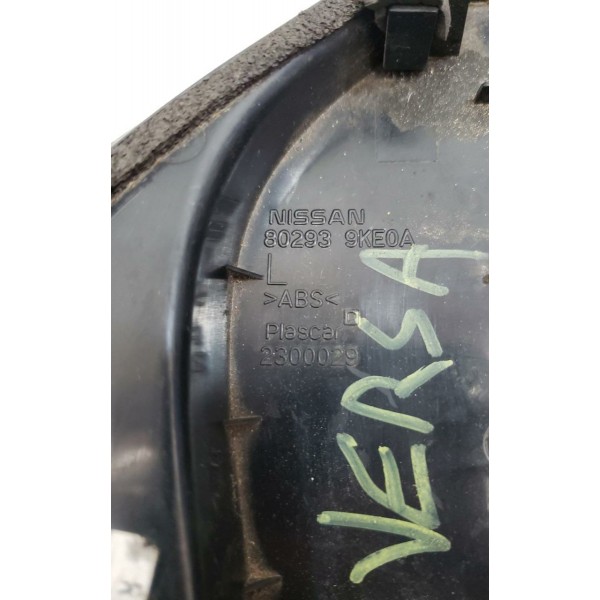 NISSAN
80293 9KE0A
L
>ABS<
D
Plascar
2300029
VERSA